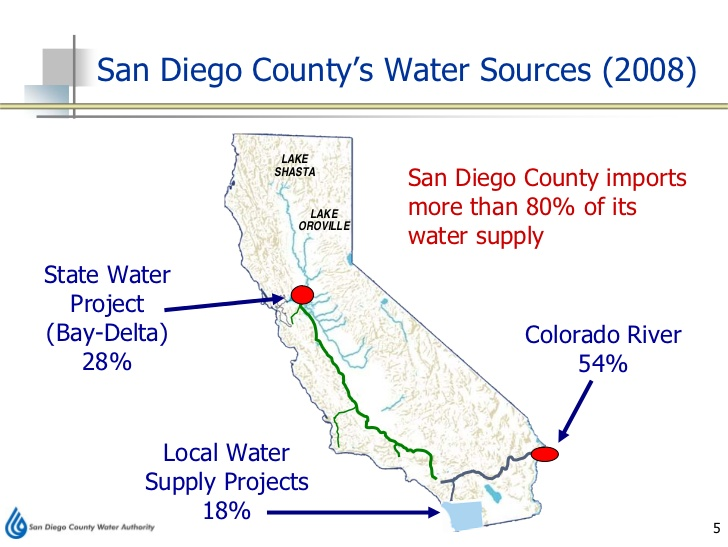 San Diego County’s Water Sources (2008)
LAKE
SHASTA
LAKE
OROVILLE
San Diego County imports
more than 80% of its
water supply
State Water
Project
(Bay-Delta)
28%
Colorado River
54%
Local Water
Supply Projects
18%
San Diego County Water Authority
5